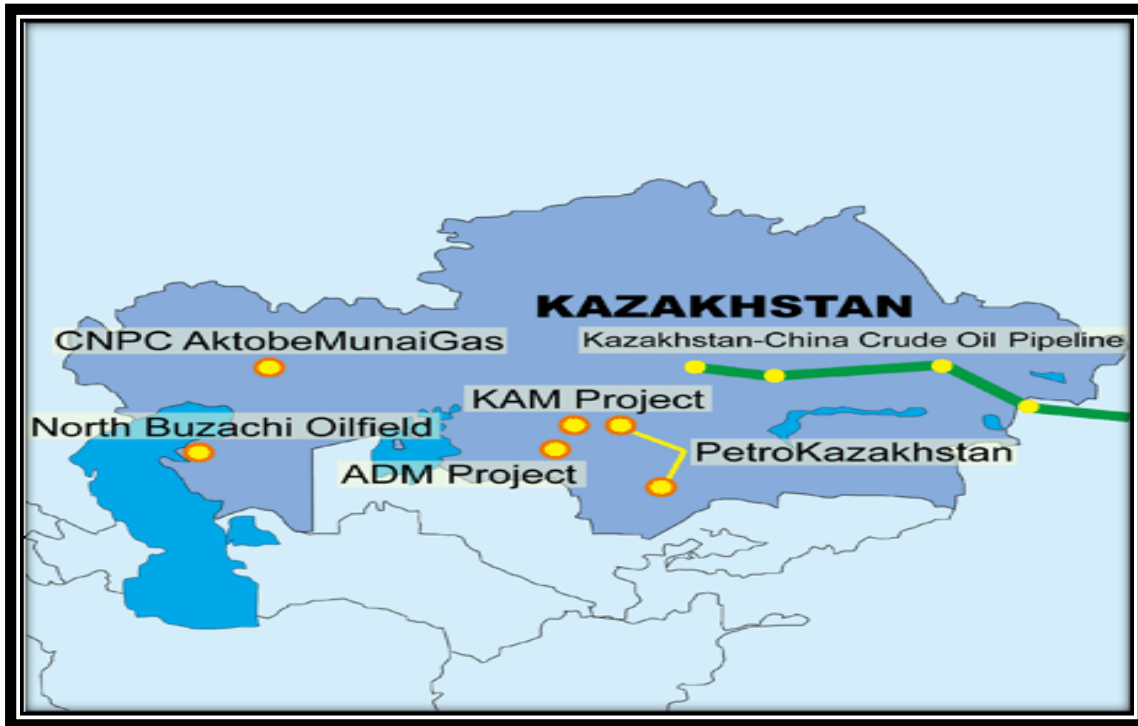 KAZAKHSTAN
CNPC AktobeMunaiGas
Kazakhstan-China Crude Oil Pipeline
KAM Project
North Buzachi Oilfield
PetroKazakhstan
ADM Project